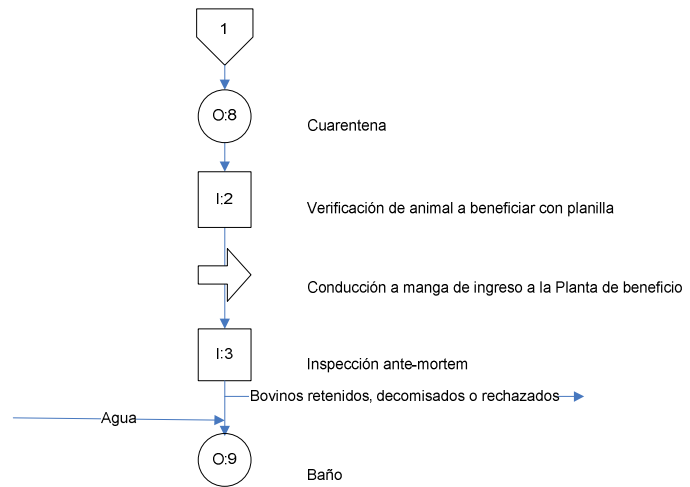 1
O:8
Cuarentena
I:2
Verificación de animal a beneficiar con planilla
Conducción a manga de ingreso a la Planta de beneficio
I:3
Inspección ante-mortem
Bovinos retenidos, decomisados o rechazados
Agua
O:9
Baño